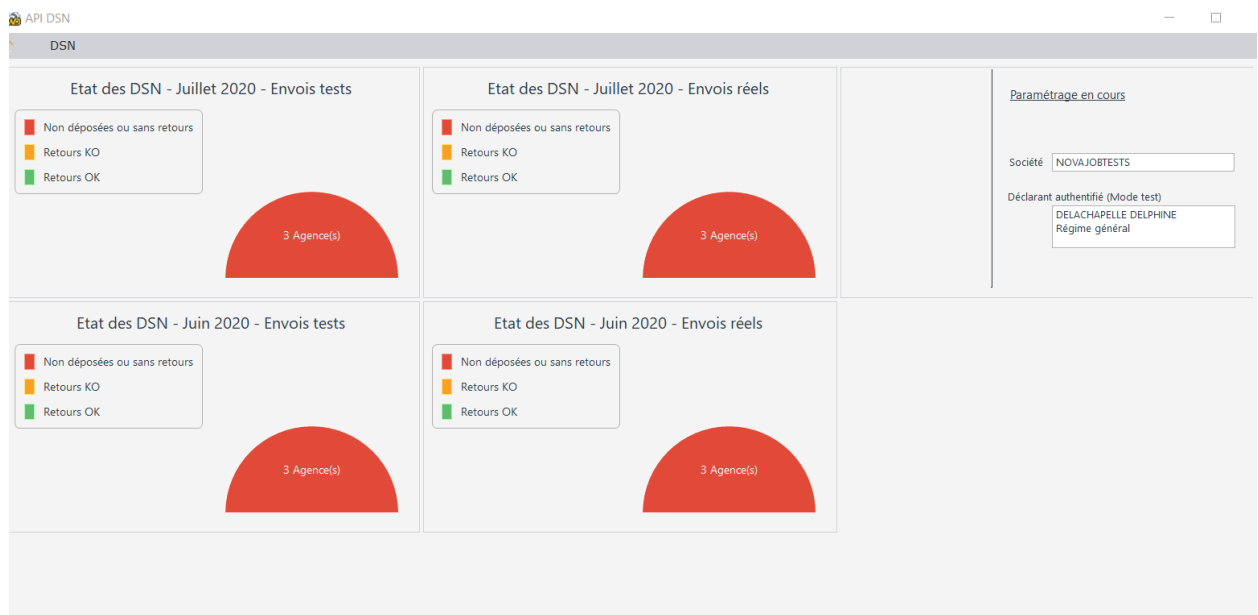 API DSN
DSN
Etat des DSN - Juillet 2020 - Envois tests
Non déposées ou sans retours
Retours KO
Retours OK
3 Agence(s)
Etat des DSN - Juillet 2020 - Envois réels
Non déposées ou sans retours
Retours KO
Retours OK
3 Agence(s)
Paramétrage en cours
Société NOVAJOBTESTS
Déclarant authentifié (Mode test)
DELACHAPELLE DELPHINE
Régime général
Etat des DSN - Juin 2020 - Envois tests
Non déposées ou sans retours
Retours KO
Retours OK
3 Agence(s)
Etat des DSN - Juin 2020 - Envois réels
Non déposées ou sans retours
Retours KO
Retours OK
3 Agence(s)